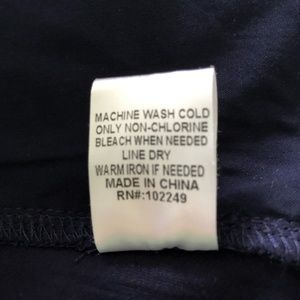 MACHINE WASH COLD
ONLY NON-CHLORINE
BLEACH WHEN NEEDED
LINE DRY
WARM IRON IF NEEDED
MADE IN CHINA
RN#:102249